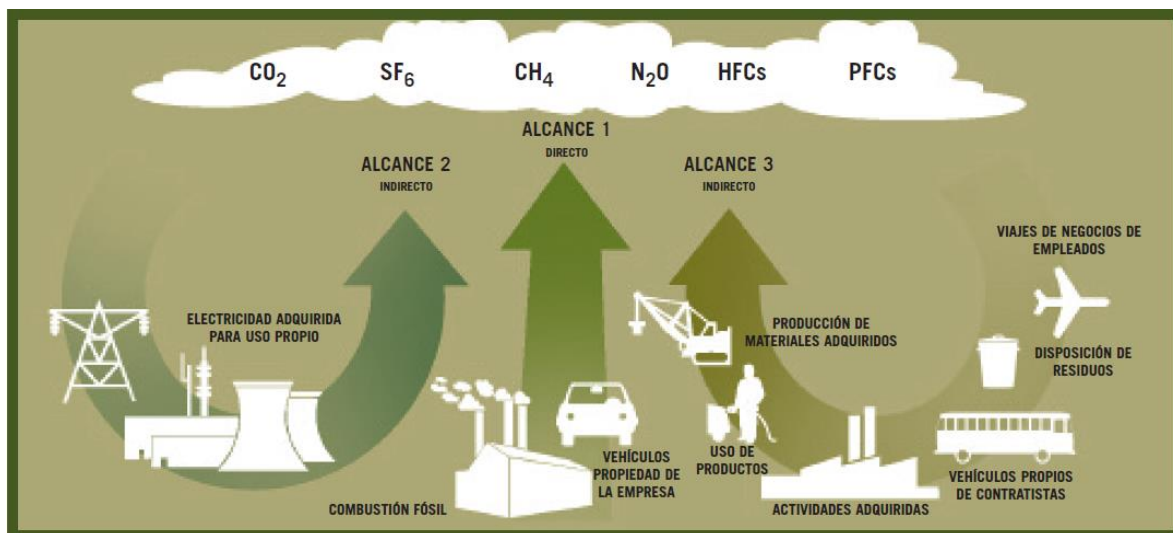 CO2
SF6
CH4
N2O
HFCs
PFCs
ALCANCE 1
DIRECTO
ALCANCE 2
INDIRECTO
ALCANCE 3
INDIRECTO
ELECTRICIDAD ADQUIRIDA
PARA USO PROPIO
COMBUSTIÓN FÓSIL
VEHÍCULOS
PROPIEDAD DE
LA EMPRESA
PRODUCCIÓN DE
MATERIALES ADQUIRIDOS
USO DE
PRODUCTOS
ACTIVIDADES ADQUIRIDAS
VIAJES DE NEGOCIOS DE
EMPLEADOS
DISPOSICIÓN DE
RESIDUOS
VEHÍCULOS PROPIOS
DE CONTRATISTAS